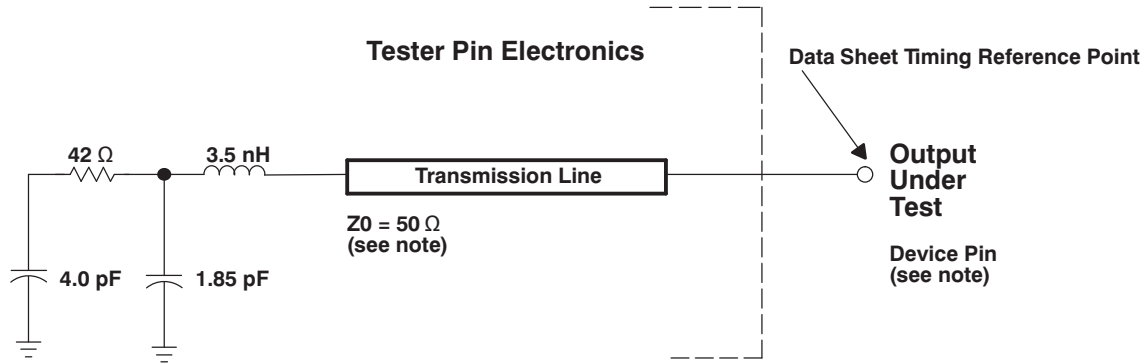 Tester Pin Electronics
Data Sheet Timing Reference Point
42 Ω
3.5 nH
Transmission Line
Output
Under
Test
Z0 = 50 Ω
(see note)
Device Pin
(see note)
4.0 pF
1.85 pF